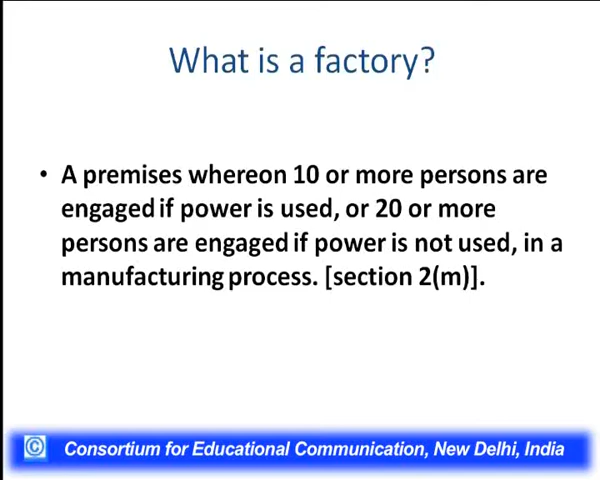 What is a factory?
• A premises whereon 10 or more persons are
engaged if power is used, or 20 or more
persons are engaged if power is not used, in a
manufacturing process. [section 2(m)].
© Consortium for Educational Communication, New Delhi, India